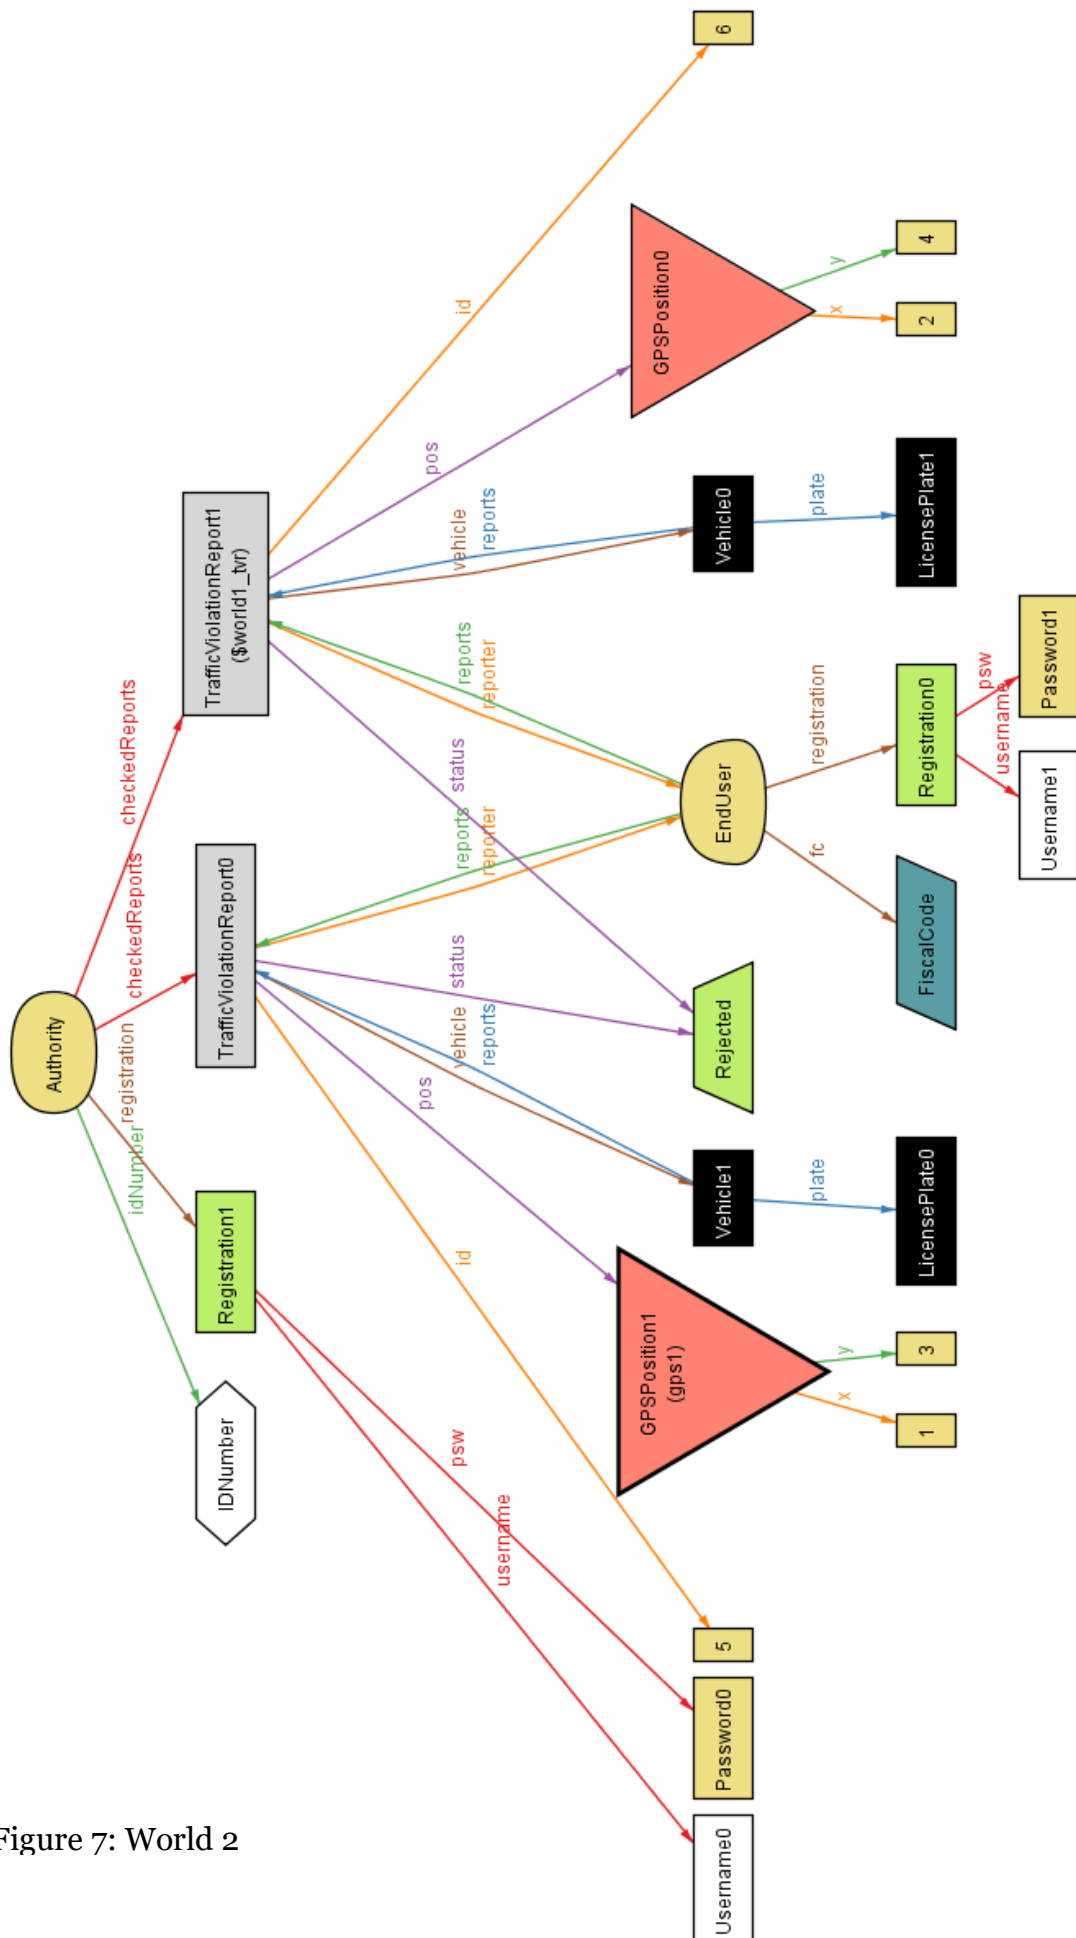 6
GPSPosition0
4
y
2
x
id
pos
TrafficViolationReport1
($world1_tvr)
vehicle
reports
Vehicle0
plate
LicensePlate1
checkedReports
reports
reporter
status
EndUser
registration
Registration0
psw
username
Password1
Username1
fc
FiscalCode
checkedReports
TrafficViolationReport0
reports
reporter
status
Rejected
vehicle
reports
pos
Vehicle1
plate
LicensePlate0
Authority
registration
idNumber
Registration1
IDNumber
id
GPSPosition1
(gps1)
y
3
x
1
psw
username
5
Password0
Username0
Figure 7: World 2